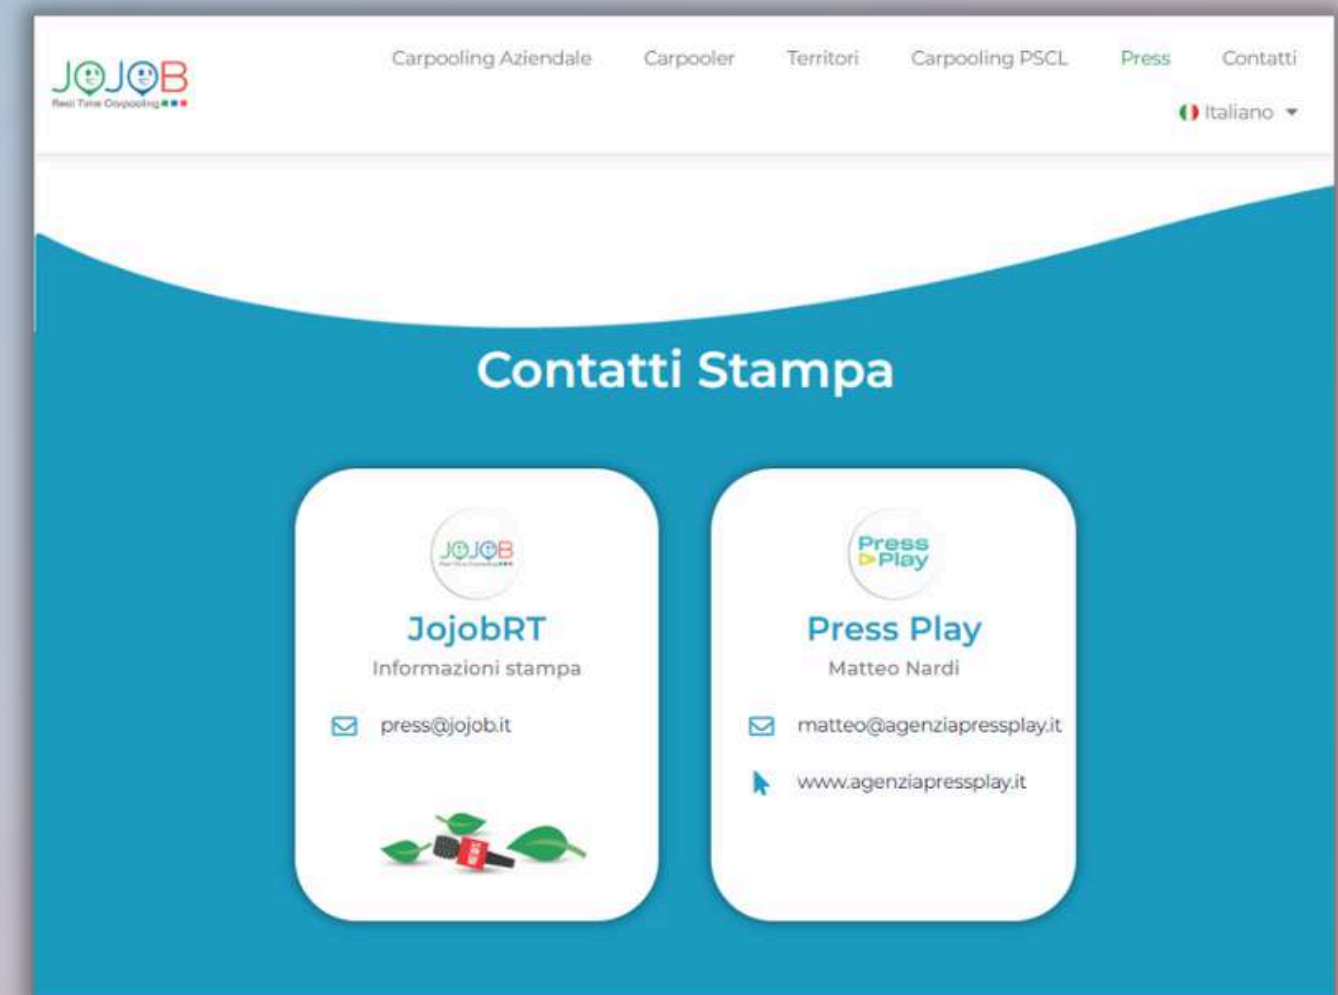 JOJOB
Real Time Carpooling
Carpooling Aziendale
Carpooler
Territori
Carpooling PSCL
Press
Contatti
Italiano
Contatti Stampa
JOJOB
JojobRT
Informazioni stampa
press@jojob.it
Press
Play
Press Play
Matteo Nardi
matteo@agenziapressplay.it
www.agenziapressplay.it